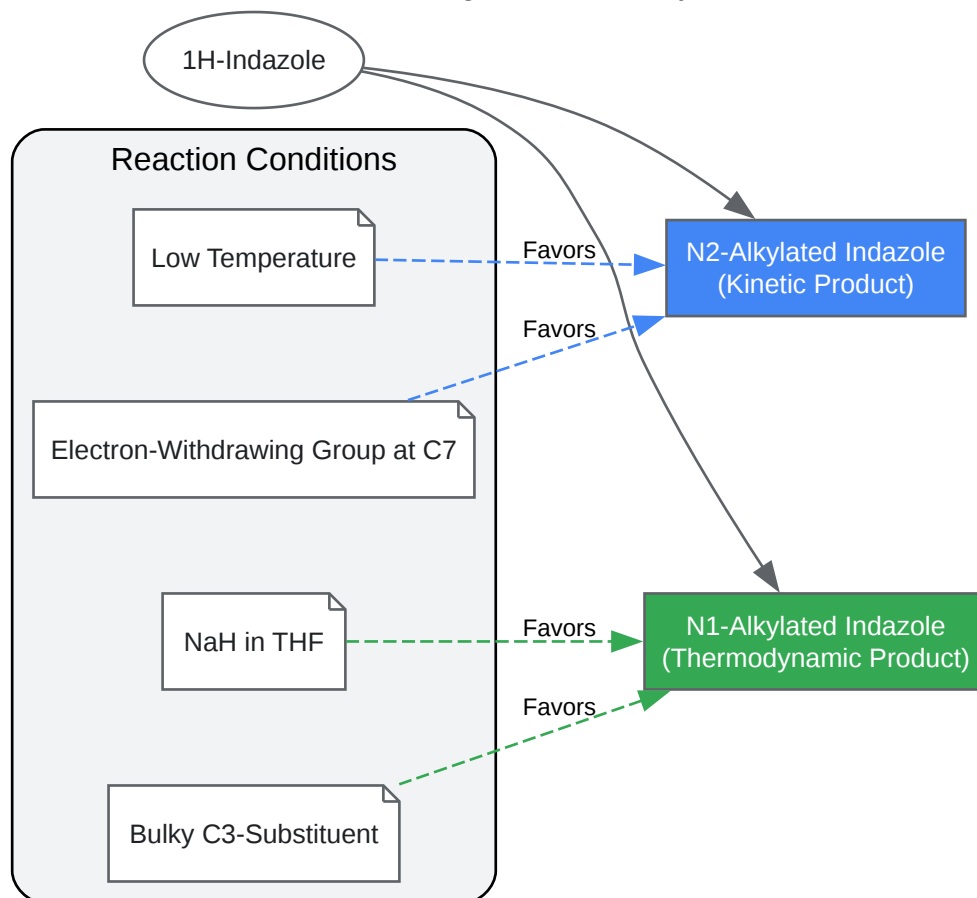 1H-Indazole
Reaction Conditions
Low Temperature
Favors
N2-Alkylated Indazole
(Kinetic Product)
Favors
Electron-Withdrawing Group at C7
NaH in THF
Favors
N1-Alkylated Indazole
(Thermodynamic Product)
Favors
Bulky C3-Substituent